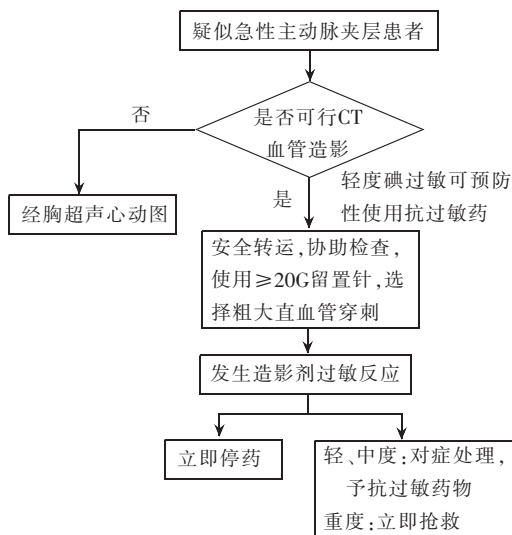 疑似急性主动脉夹层患者
否
是否可行CT
血管造影
轻度碘过敏可预防
性使用抗过敏药
是
经胸超声心动图
安全转运,协助检查,
使用≥20G留置针,选
择粗大直血管穿刺
发生造影剂过敏反应
立即停药
轻、中度:对症处理,
予抗过敏药物
重度:立即抢救